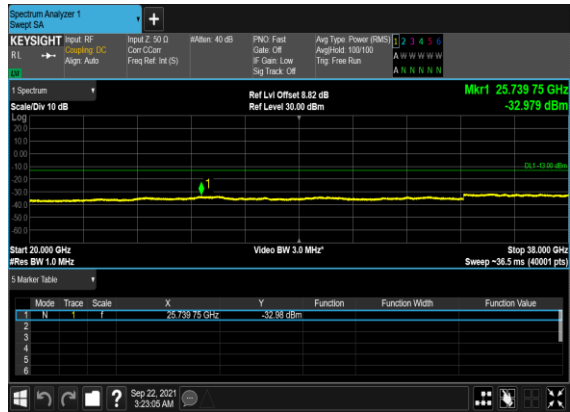 Spectrum Analyzer 1
Swept SA
KEYSIGHT Input: RF Input Z: 50 Ω #Atten: 40 dB PNO: Fast Avg Type: Power (RMS) 1 2 3 4 5 6
RL Coupling: DC Corr CCorr Gate: Off Avg|Hold: 100/100 A W W W W W
Align: Auto Freq Ref: Int (S) IF Gain: Low Trig: Free Run
LU Sig Track: Off A N N N N N
1 Spectrum Ref Lvl Offset 8.82 dB Mkr1 25.739 75 GHz
Scale/Div 10 dB Ref Level 30.00 dBm -32.979 dBm
Log
20.0
10.0
0.00
-10.0 DL1 -13.00 dBm
-20.0 1
-30.0
-40.0
-50.0
-60.0
Start 20.000 GHz Video BW 3.0 MHz* Stop 38.000 GHz
#Res BW 1.0 MHz Sweep ~36.5 ms (40001 pts)
5 Marker Table
Mode Trace Scale X Y Function Function Width Function Value
1 N 1 f 25.739 75 GHz -32.98 dBm
2
3
4
5
6
? Sep 22, 2021
3:23:05 AM